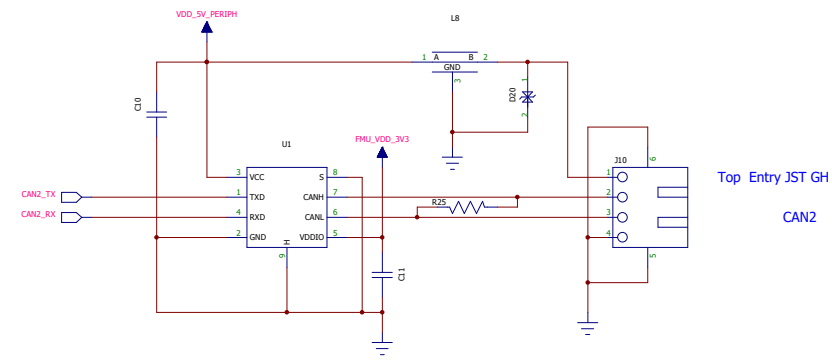 VDD_5V_PERIPH
L8
1 A B 2
GND
3
C10
D20
1
2
U1
FMU_VDD_3V3
J10
6
Top Entry JST GH
3 VCC S 8
1
CAN2_TX
1 TXD CANH 7
R25
2
CAN2_RX
4 RXD CANL 6
3
CAN2
2 GND VDDIO 5
4
H
9
C11
5